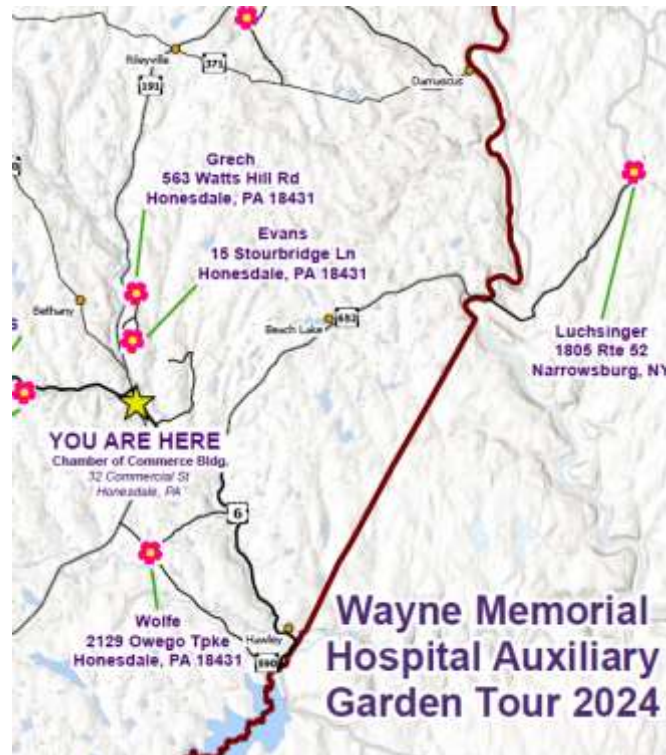 Rileyville
371
191
Damascus
Grech
563 Watts Hill Rd
Honesdale, PA 18431
Evans
15 Stourbridge Ln
Honesdale, PA 18431
Bethany
Beach Lake
652
Luchsinger
1805 Rte 52
Narrowsburg, NY
YOU ARE HERE
Chamber of Commerce Bldg.
32 Commercial St
Honesdale, PA
6
Wolfe
2129 Owego Tpke
Honesdale, PA 18431
Hawley
590
Wayne Memorial
Hospital Auxiliary
Garden Tour 2024